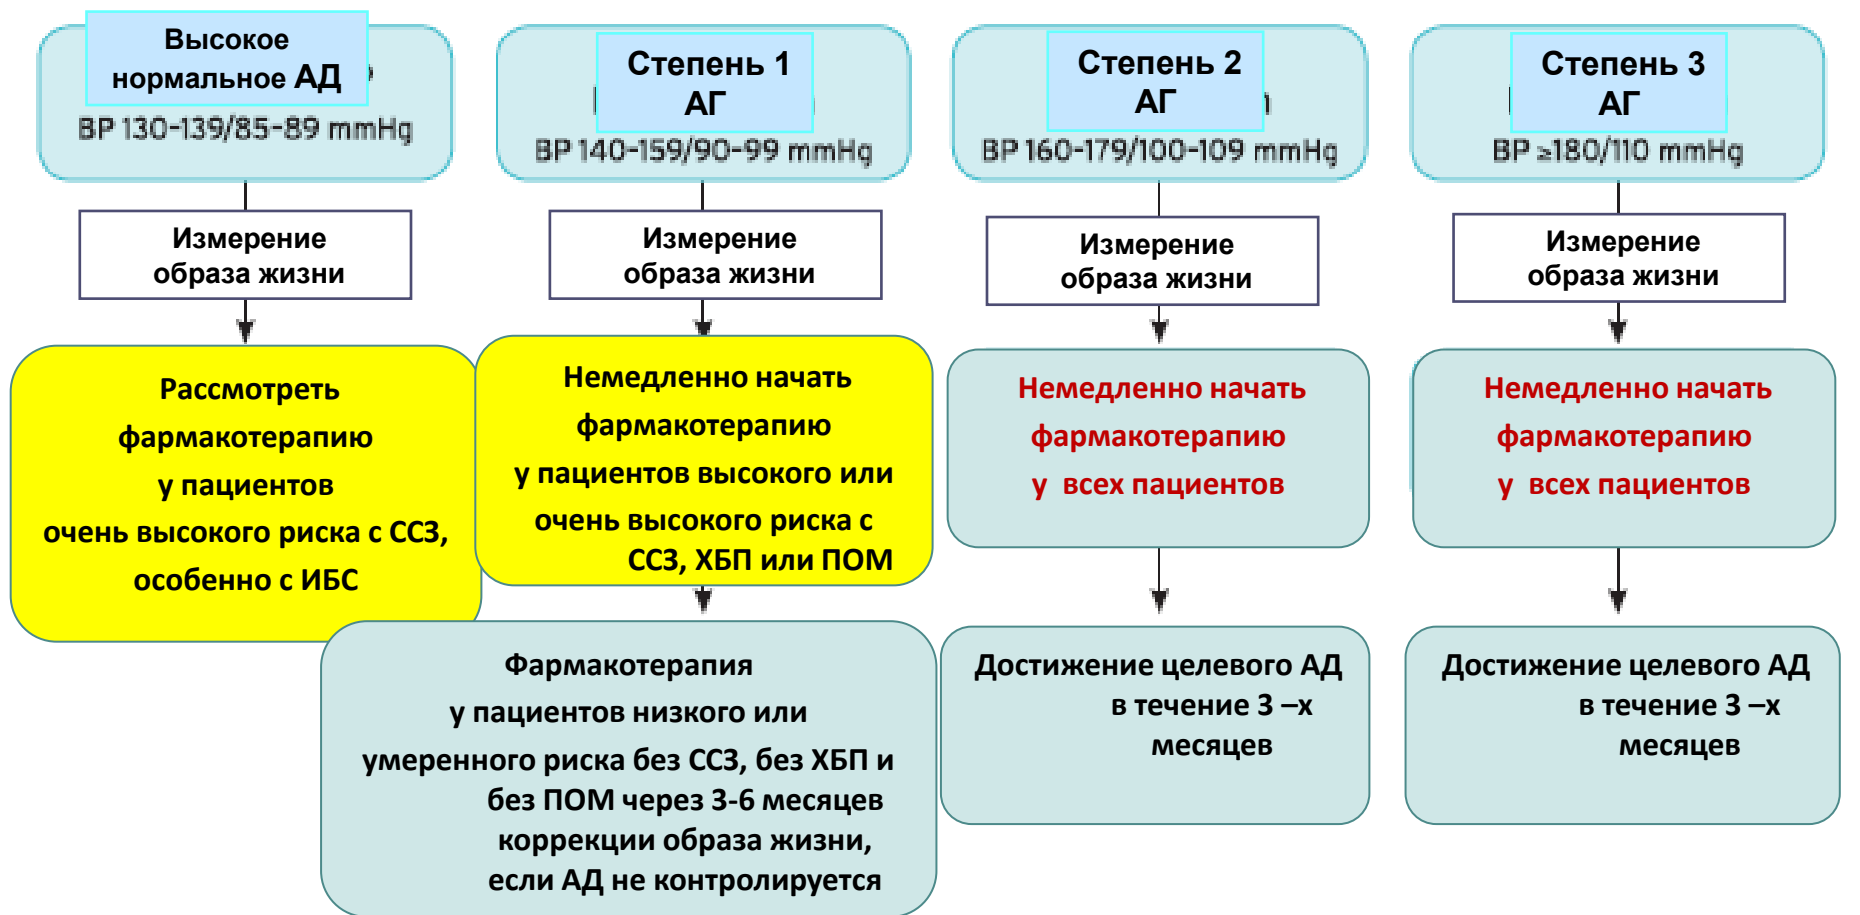 Высокое
нормальное АД
BP 130-139/85-89 mmHg
Степень 1
АГ
BP 140-159/90-99 mmHg
Степень 2
АГ
BP 160-179/100-109 mmHg
Степень 3
АГ
BP ≥180/110 mmHg
Измерение
образа жизни
Измерение
образа жизни
Измерение
образа жизни
Измерение
образа жизни
Рассмотреть
фармакотерапию
у пациентов
очень высокого риска с ССЗ,
особенно с ИБС
Немедленно начать
фармакотерапию
у пациентов высокого или
очень высокого риска с
ССЗ, ХБП или ПОМ
Немедленно начать
фармакотерапию
у всех пациентов
Немедленно начать
фармакотерапию
у всех пациентов
Фармакотерапия
у пациентов низкого или
умеренного риска без ССЗ, без ХБП и
без ПОМ через 3-6 месяцев
коррекции образа жизни,
если АД не контролируется
Достижение целевого АД
в течение 3 –х
месяцев
Достижение целевого АД
в течение 3 –х
месяцев